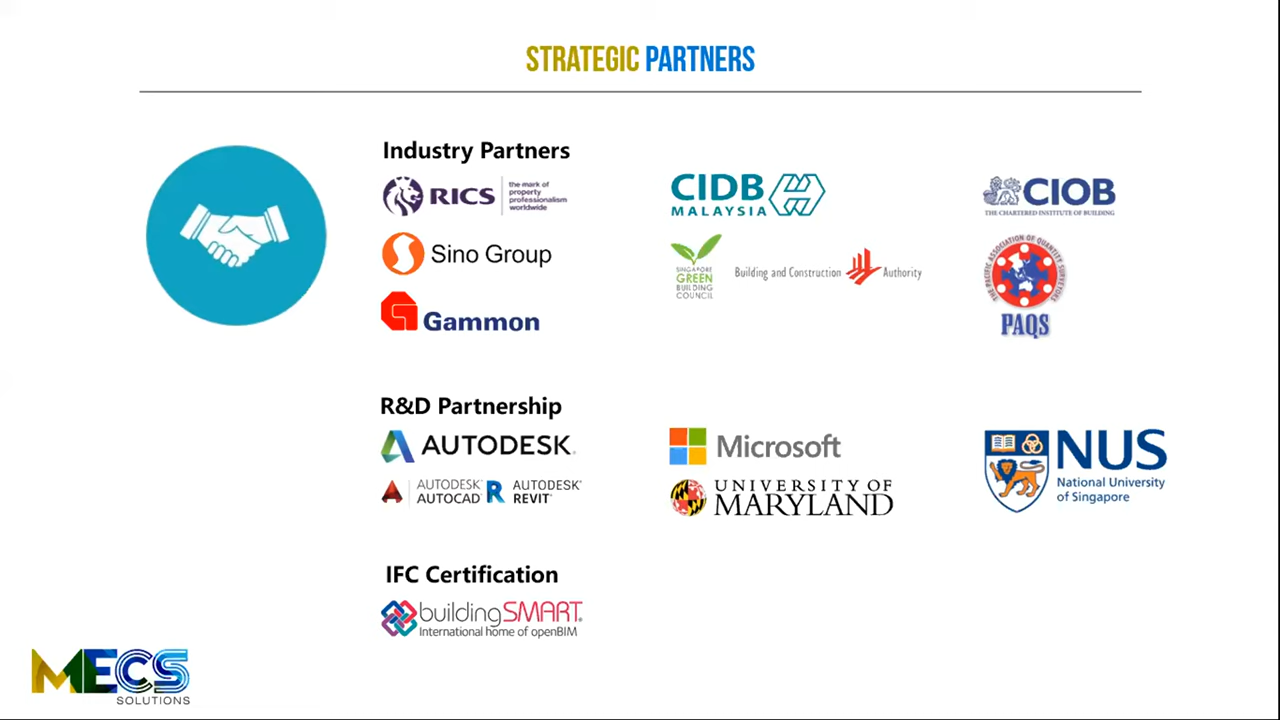 STRATEGIC PARTNERS
Industry Partners
RICS
the mark of
property
professionalism
worldwide
CIDB
MALAYSIA
CIOB
THE CHARTERED INSTITUTE OF BUILDING
Sino Group
SINGAPORE
GREEN
BUILDING
COUNCIL
Building and Construction Authority
THE PACIFIC ASSOCIATION OF QUANTITY SURVEYORS
PAQS
Gammon
R&D Partnership
AUTODESK
Microsoft
NUS
National University
of Singapore
AUTODESK
AUTOCAD
AUTODESK
REVIT
UNIVERSITY OF
MARYLAND
IFC Certification
buildingSMART
International home of openBIM
MECS
SOLUTIONS